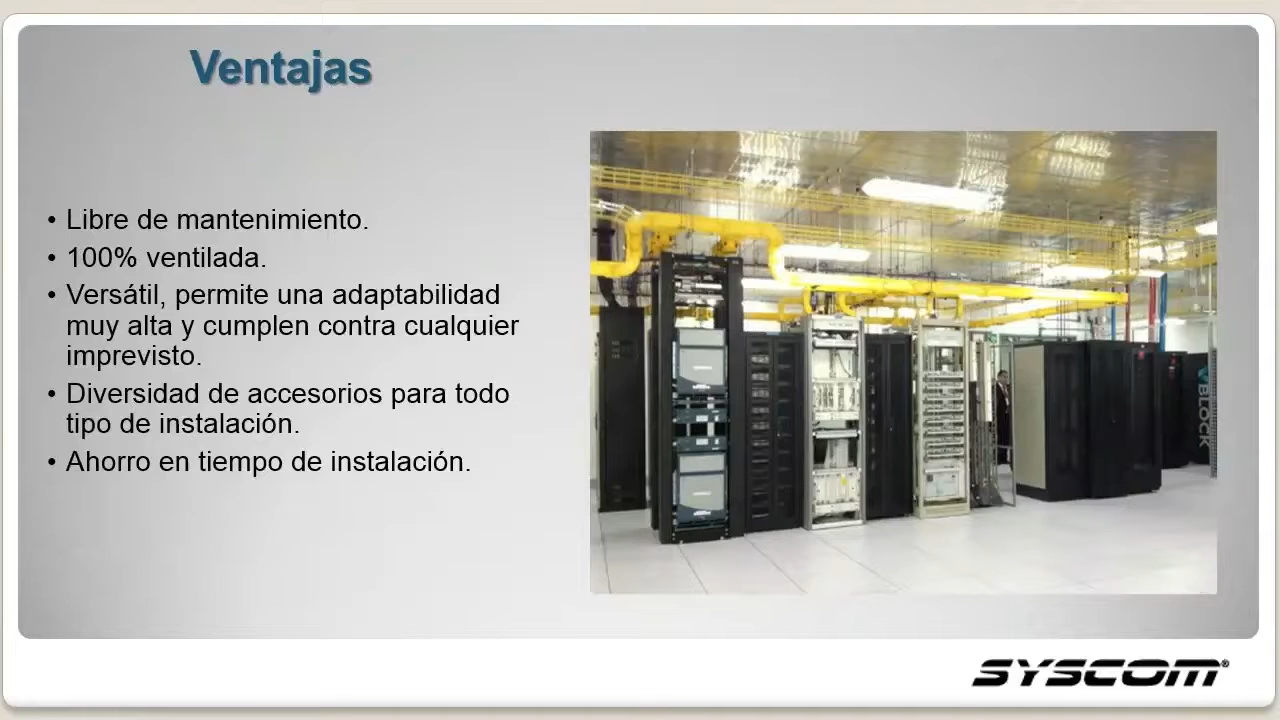 Ventajas
• Libre de mantenimiento.
• 100% ventilada.
• Versátil, permite una adaptabilidad
muy alta y cumplen contra cualquier
imprevisto.
• Diversidad de accesorios para todo
tipo de instalación.
• Ahorro en tiempo de instalación.
VBLOCK
SYSCOM®